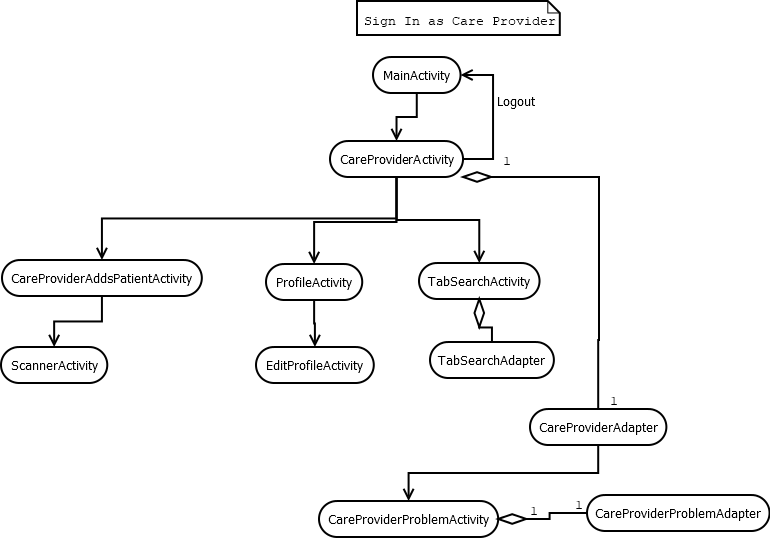 Sign In as Care Provider
MainActivity
Logout
CareProviderActivity
1
CareProviderAddsPatientActivity
ProfileActivity
TabSearchActivity
ScannerActivity
EditProfileActivity
TabSearchAdapter
1
CareProviderAdapter
CareProviderProblemActivity
1
1
CareProviderProblemAdapter